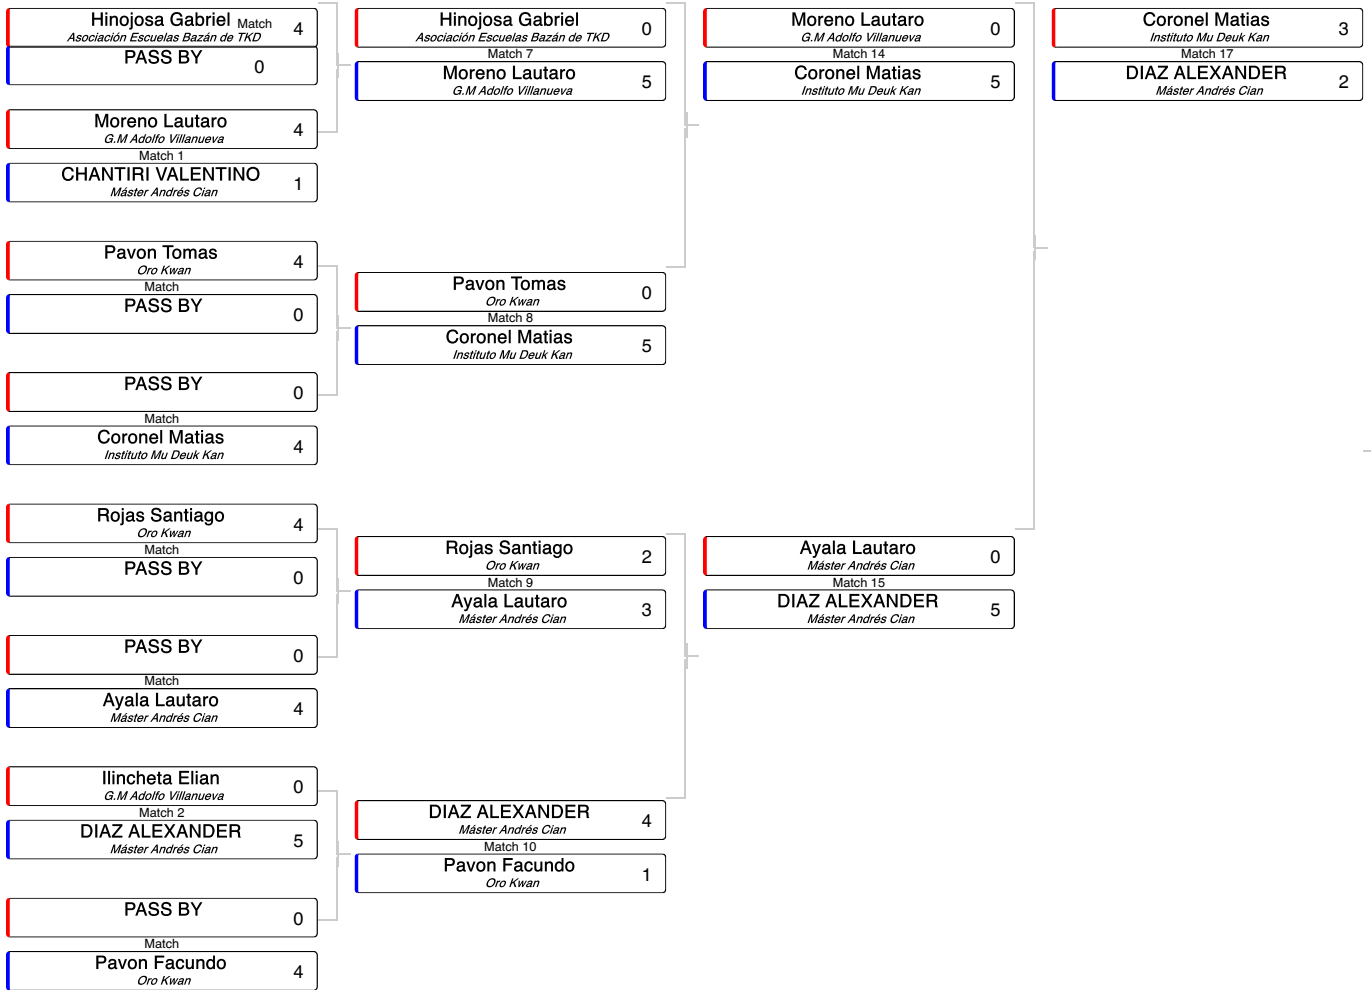 Hinojosa Gabriel Match 4
Asociación Escuelas Bazán de TKD
PASS BY 0
Moreno Lautaro 4
G.M Adolfo Villanueva
Match 1
CHANTIRI VALENTINO 1
Máster Andrés Cian
Pavon Tomas 4
Oro Kwan
Match
PASS BY 0
PASS BY 0
Match
Coronel Matias 4
Instituto Mu Deuk Kan
Rojas Santiago 4
Oro Kwan
Match
PASS BY 0
PASS BY 0
Match
Ayala Lautaro 4
Máster Andrés Cian
Ilincheta Elian 0
G.M Adolfo Villanueva
Match 2
DIAZ ALEXANDER 5
Máster Andrés Cian
PASS BY 0
Match
Pavon Facundo 4
Oro Kwan
Hinojosa Gabriel 0
Asociación Escuelas Bazán de TKD
Match 7
Moreno Lautaro 5
G.M Adolfo Villanueva
Pavon Tomas 0
Oro Kwan
Match 8
Coronel Matias 5
Instituto Mu Deuk Kan
Rojas Santiago 2
Oro Kwan
Match 9
Ayala Lautaro 3
Máster Andrés Cian
DIAZ ALEXANDER 4
Máster Andrés Cian
Match 10
Pavon Facundo 1
Oro Kwan
Moreno Lautaro 0
G.M Adolfo Villanueva
Match 14
Coronel Matias 5
Instituto Mu Deuk Kan
Ayala Lautaro 0
Máster Andrés Cian
Match 15
DIAZ ALEXANDER 5
Máster Andrés Cian
Coronel Matias 3
Instituto Mu Deuk Kan
Match 17
DIAZ ALEXANDER 2
Máster Andrés Cian